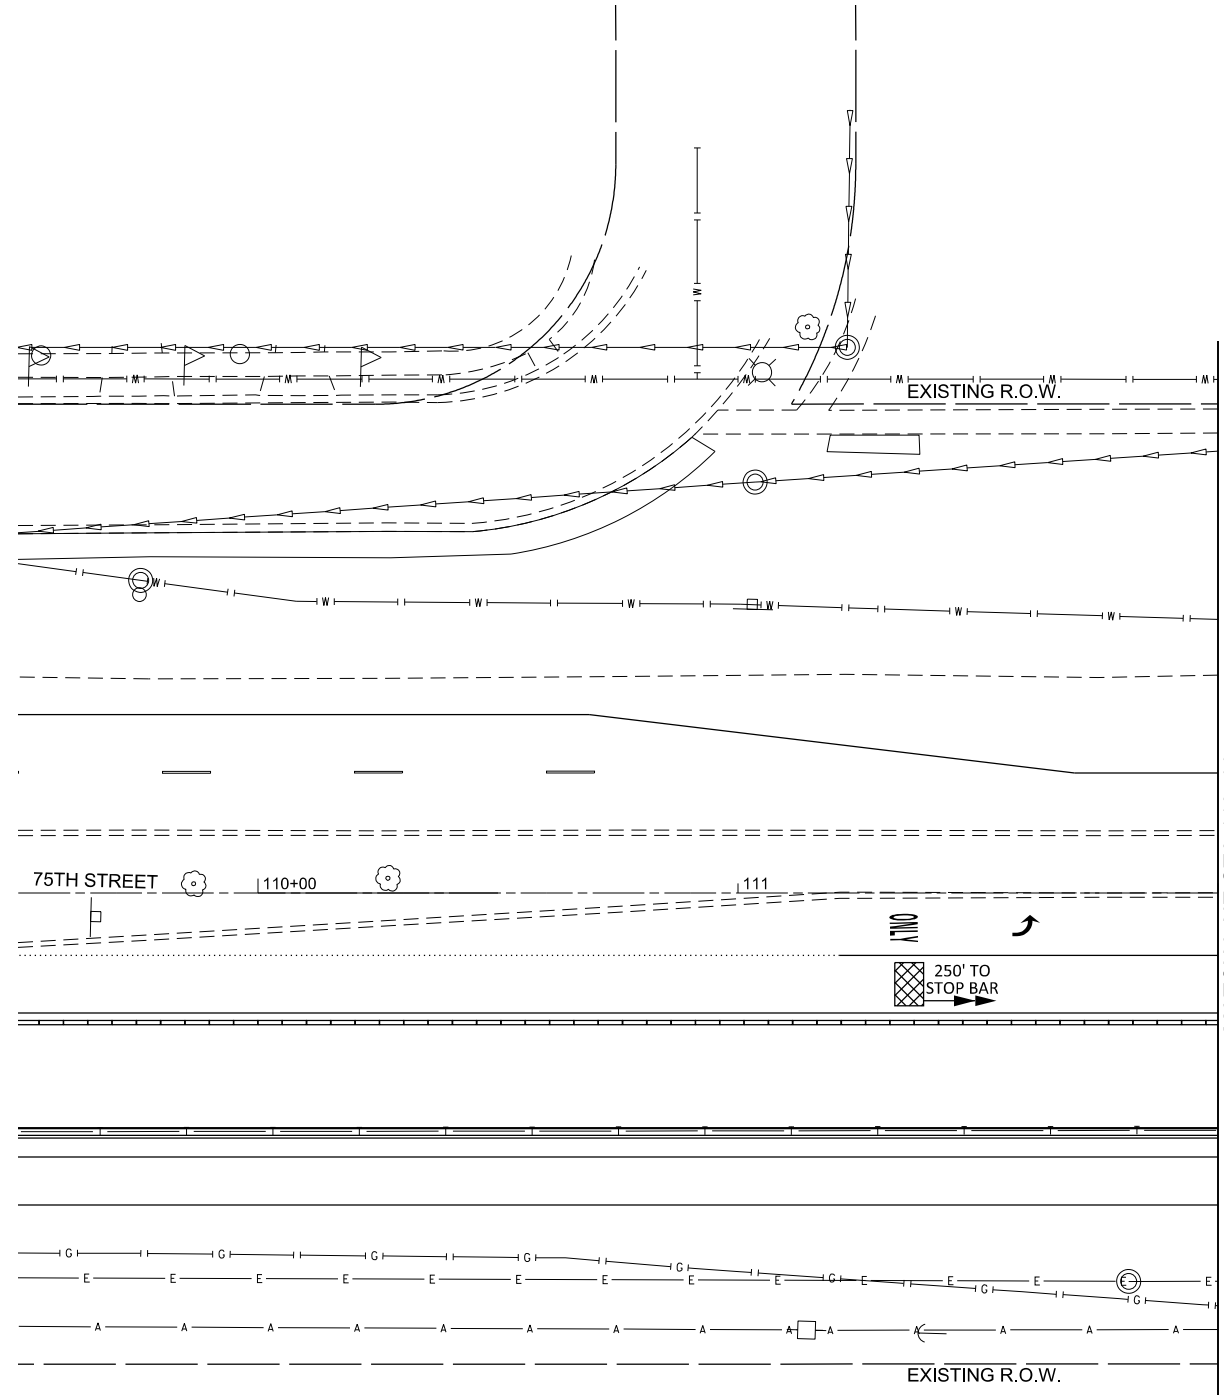 W
W W W W W W W W
EXISTING R.O.W.
W W W W W W W
75TH STREET
110+00
111
ONLY
250' TO
STOP BAR
G G G G G G G G
E E E E E E E E E E E E E E
A A A A A A A A A A A A A A
EXISTING R.O.W.